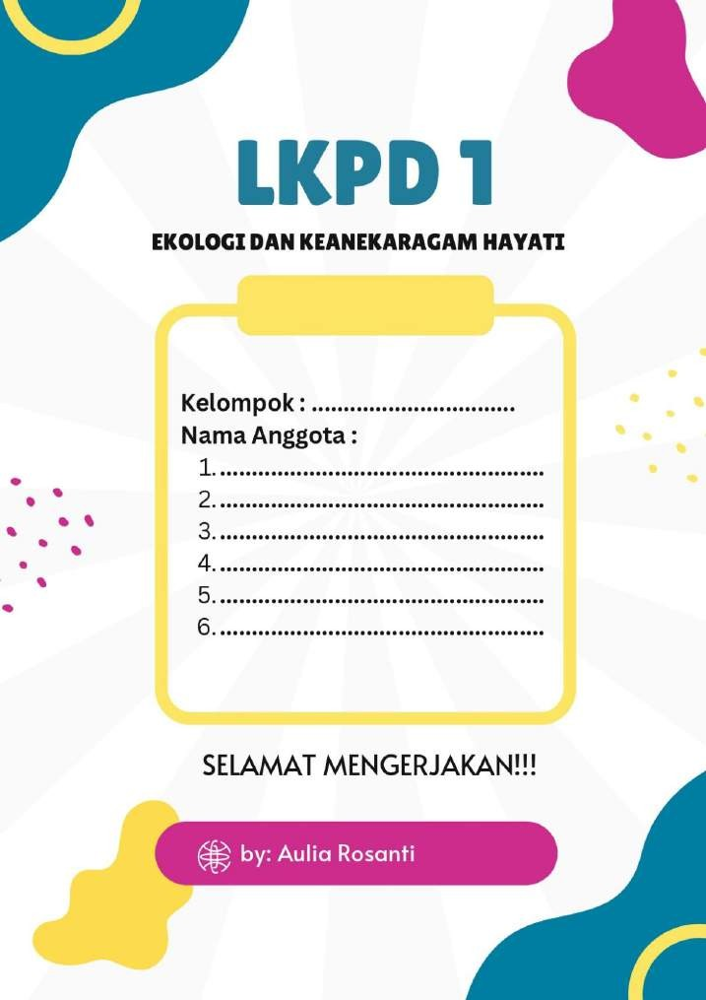 LKPD 1
EKOLOGI DAN KEANEKARAGAM HAYATI
Kelompok : ................................
Nama Anggota :
1. ...................................................
2. ...................................................
3. ...................................................
4. ...................................................
5. ...................................................
6. ...................................................
SELAMAT MENGERJAKAN!!!
by: Aulia Rosanti